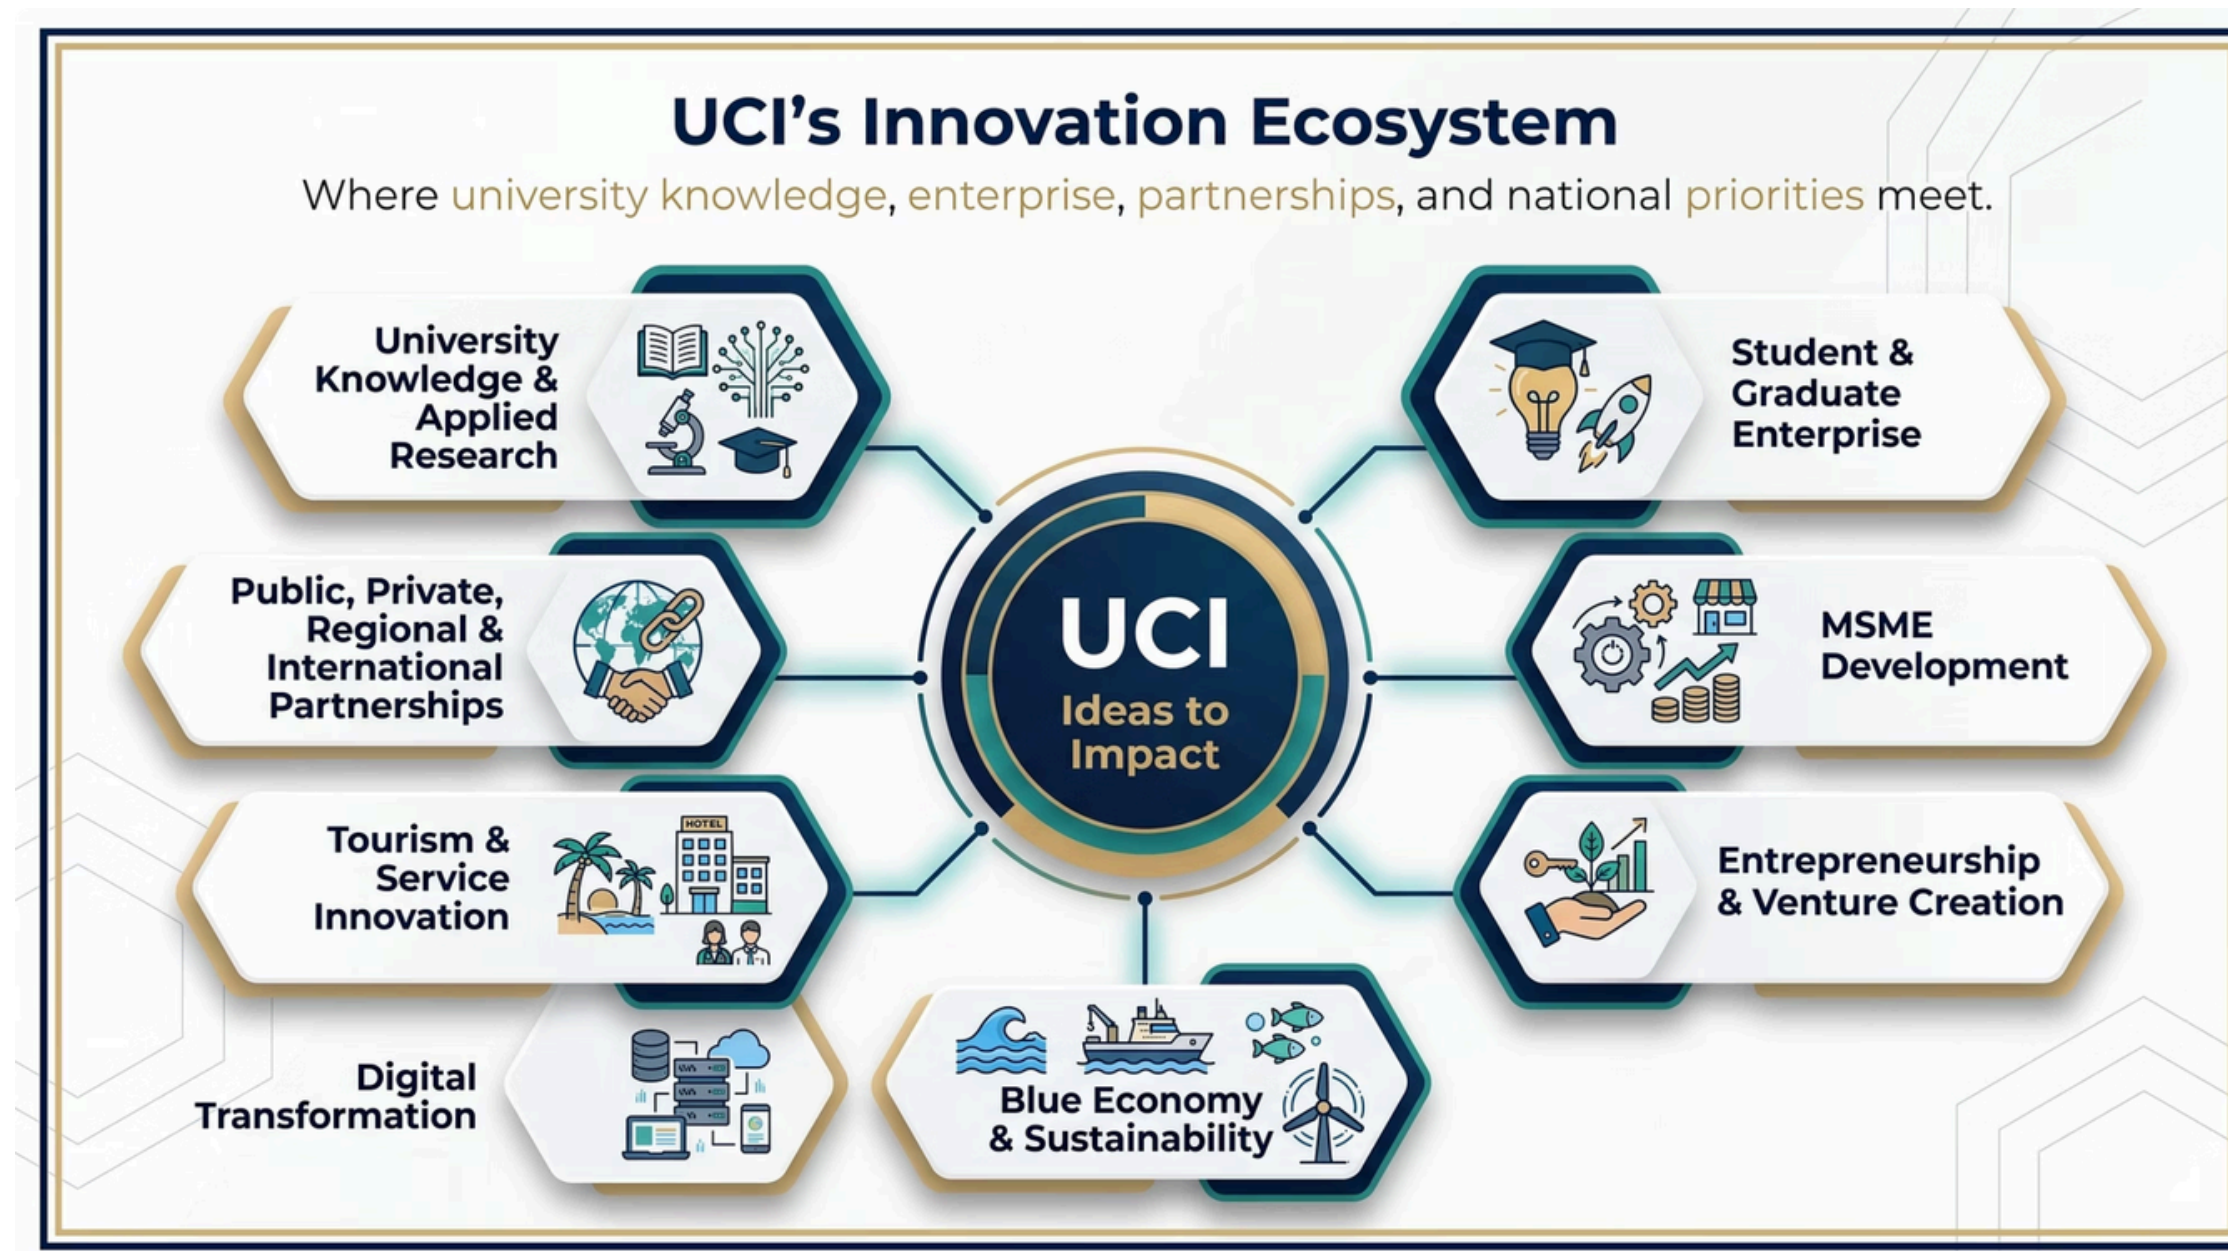 UCI’s Innovation Ecosystem
Where university knowledge, enterprise, partnerships, and national priorities meet.
University
Knowledge &
Applied
Research
Public, Private,
Regional &
International
Partnerships
Tourism &
Service
Innovation
HOTEL
Digital
Transformation
UCI
Ideas to
Impact
Blue Economy
& Sustainability
Student &
Graduate
Enterprise
MSME
Development
Entrepreneurship
& Venture Creation